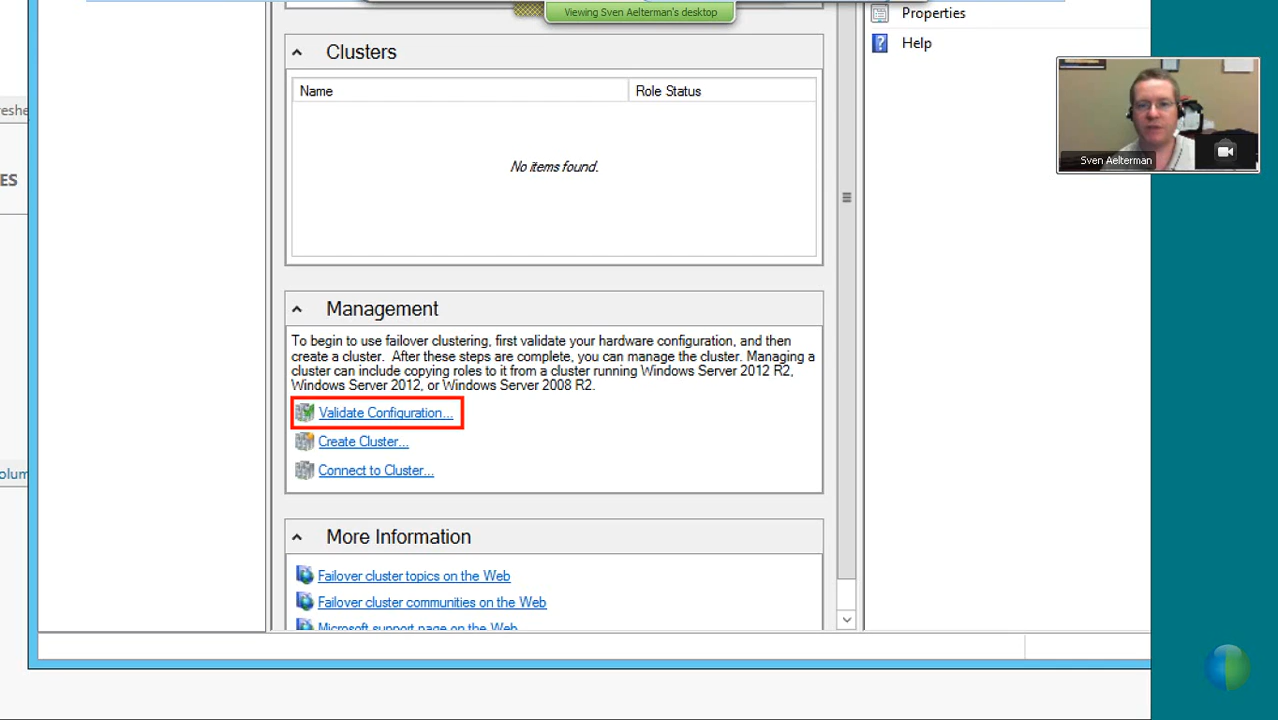 Viewing Sven Aelterman's desktop
Properties
Help
Clusters
Name
Role Status
No items found.
Sven Aelterman
Management
To begin to use failover clustering, first validate your hardware configuration, and then
create a cluster.  After these steps are complete, you can manage the cluster. Managing a
cluster can include copying roles to it from a cluster running Windows Server 2012 R2,
Windows Server 2012, or Windows Server 2008 R2.
Validate Configuration...
Create Cluster...
Connect to Cluster...
More Information
Failover cluster topics on the Web
Failover cluster communities on the Web
Microsoft support page on the Web